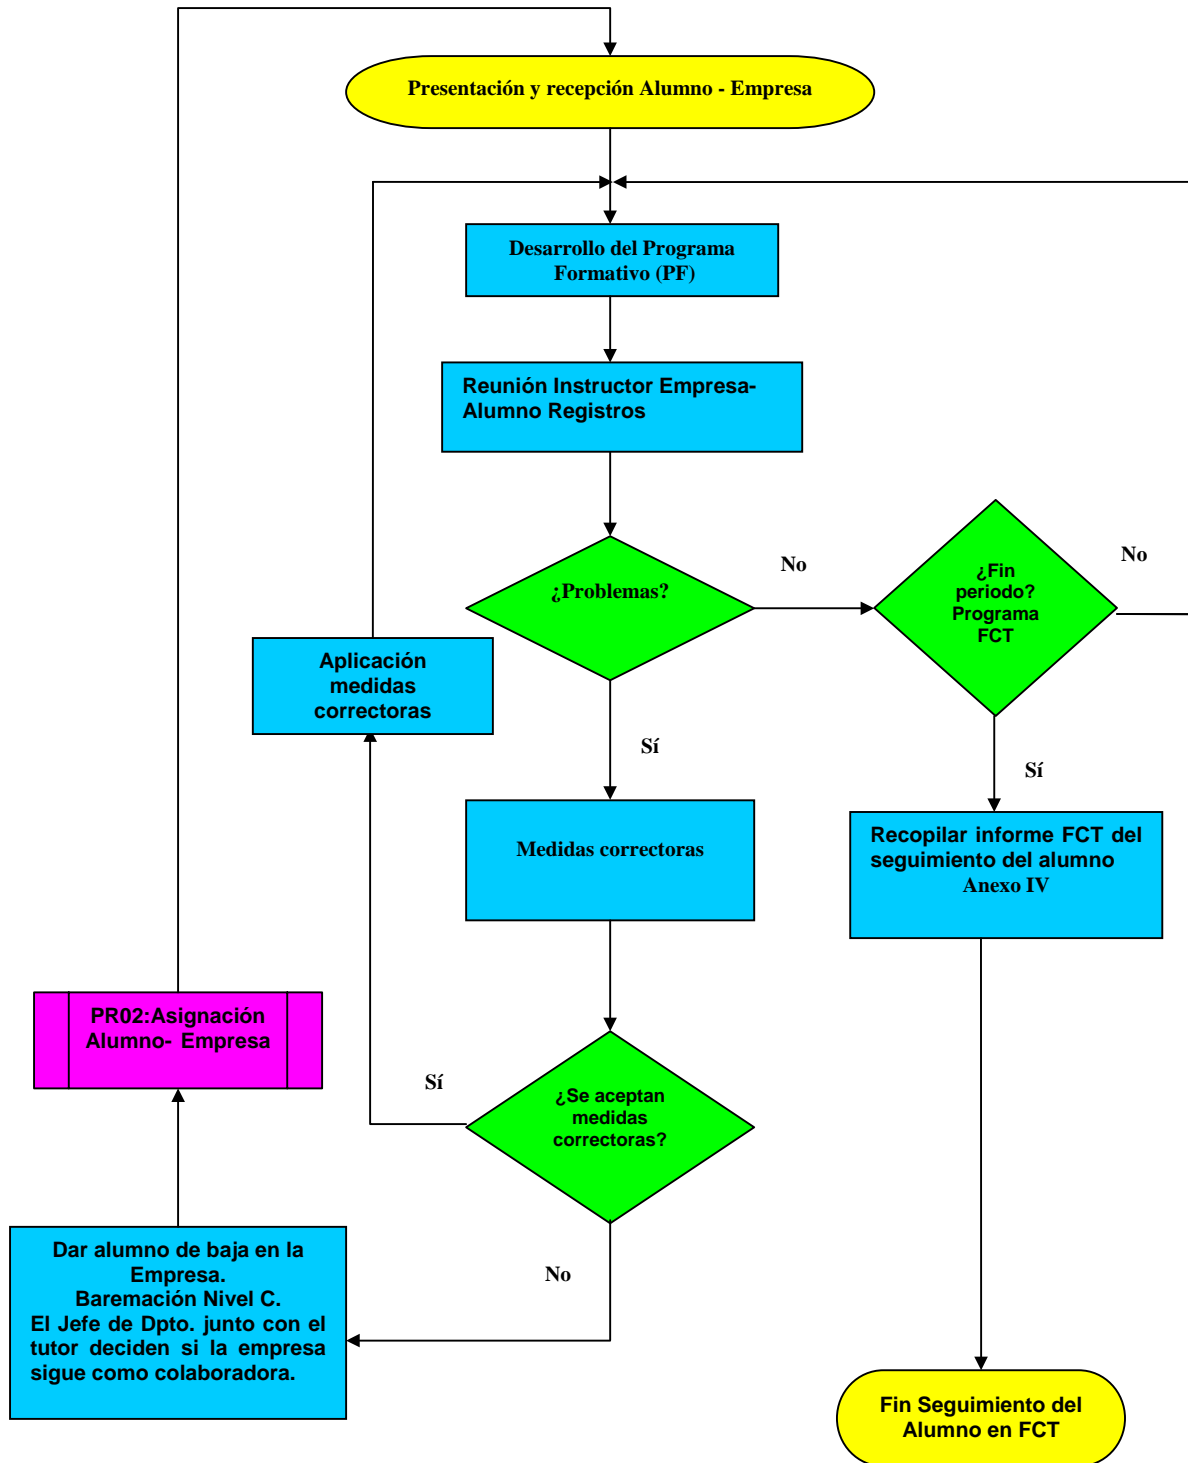 Presentación y recepción Alumno - Empresa
Desarrollo del Programa
Formativo (PF)
Reunión Instructor Empresa-
Alumno Registros
¿Problemas?
No
¿Fin
periodo?
Programa
FCT
No
Aplicación
medidas
correctoras
Sí
Sí
Medidas correctoras
Recopilar informe FCT del
seguimiento del alumno
Anexo IV
PR02:Asignación
Alumno- Empresa
Sí
¿Se aceptan
medidas
correctoras?
No
Dar alumno de baja en la
Empresa.
Baremación Nivel C.
El Jefe de Dpto. junto con el
tutor deciden si la empresa
sigue como colaboradora.
Fin Seguimiento del
Alumno en FCT